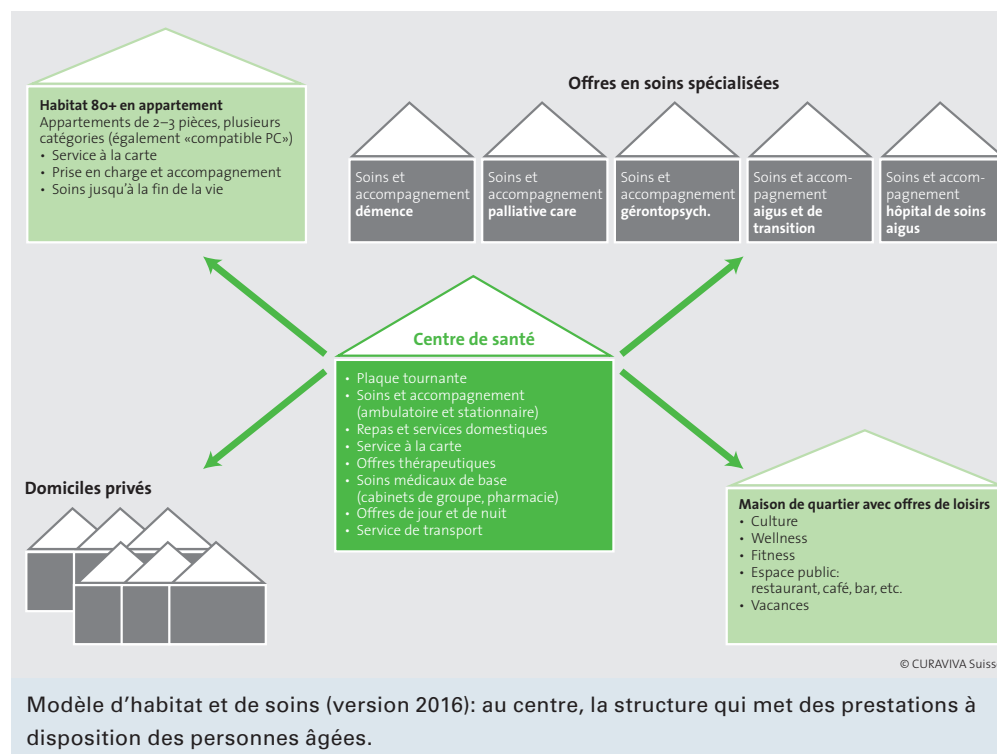 Habitat 80+ en appartement
Appartements de 2–3 pièces, plusieurs
catégories (également «compatible PC»)
• Service à la carte
• Prise en charge et accompagnement
• Soins jusqu'à la fin de la vie
Offres en soins spécialisées
Soins et
accompagnement
démence
Soins et
accompagnement
palliative care
Soins et
accompagnement
gérontopsych.
Soins et accom-
pagnement
aigus et de
transition
Soins et accom-
pagnement
hôpital de soins
aigus
Centre de santé
• Plaque tournante
• Soins et accompagnement
(ambulatoire et stationnaire)
• Repas et services domestiques
• Service à la carte
• Offres thérapeutiques
• Soins médicaux de base
(cabinets de groupe, pharmacie)
• Offres de jour et de nuit
• Service de transport
Domiciles privés
Maison de quartier avec offres de loisirs
• Culture
• Wellness
• Fitness
• Espace public:
restaurant, café, bar, etc.
• Vacances
© CURAVIVA Suiss
Modèle d'habitat et de soins (version 2016): au centre, la structure qui met des prestations à
disposition des personnes âgées.